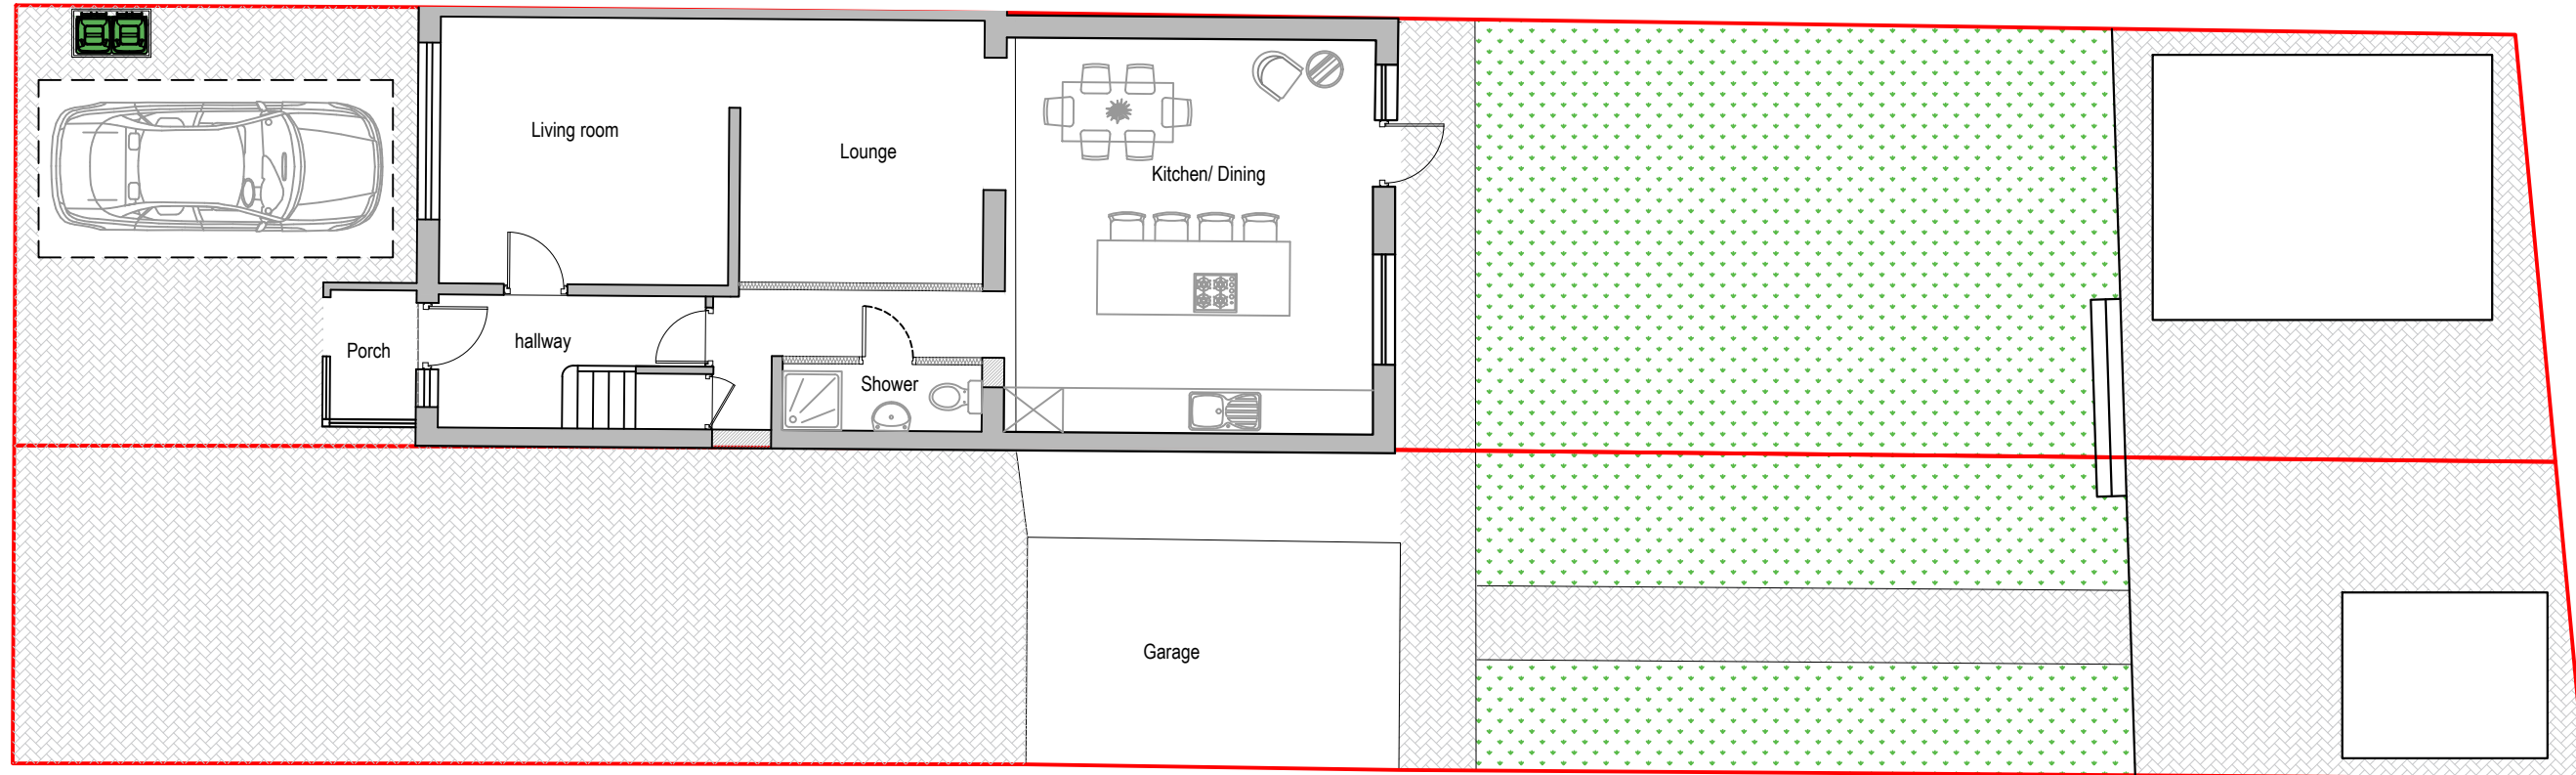 Living room
Lounge
Kitchen/ Dining
hallway
Porch
Shower
Garage